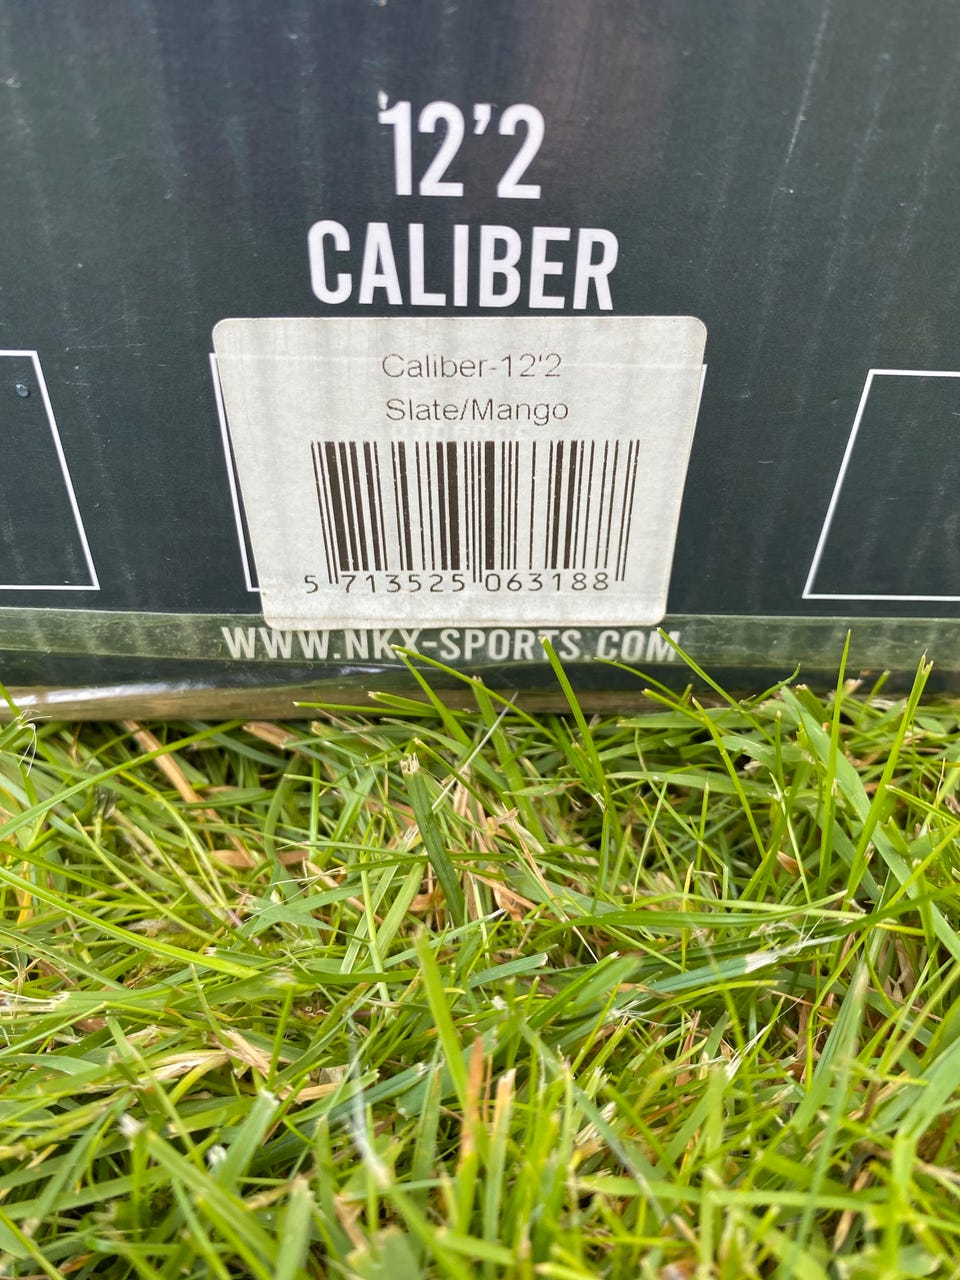 12’2
CALIBER
Caliber-12'2
Slate/Mango
5 713525 063188
WWW.NKX-SPORTS.COM